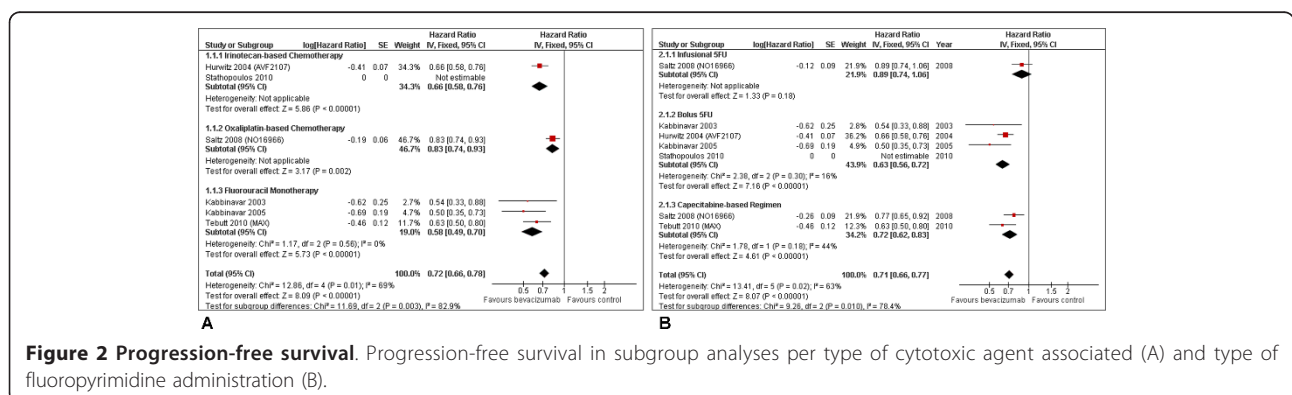 Hazard Ratio Hazard Ratio
Study or Subgroup log[Hazard Ratio] SE Weight IV, Fixed, 95% CI IV, Fixed, 95% CI
1.1.1 Irinotecan-based Chemotherapy
Hurwitz 2004 (AVF2107) -0.41 0.07 34.3% 0.66 [0.58, 0.76]
Stathopoulos 2010 0 0 Not estimable
Subtotal (95% CI) 34.3% 0.66 [0.58, 0.76]
Heterogeneity: Not applicable
Test for overall effect: Z = 5.86 (P < 0.00001)
1.1.2 Oxaliplatin-based Chemotherapy
Saltz 2008 (NO16966) -0.19 0.06 46.7% 0.83 [0.74, 0.93]
Subtotal (95% CI) 46.7% 0.83 [0.74, 0.93]
Heterogeneity: Not applicable
Test for overall effect: Z = 3.17 (P = 0.002)
1.1.3 Fluorouracil Monotherapy
Kabbinavar 2003 -0.62 0.25 2.7% 0.54 [0.33, 0.88]
Kabbinavar 2005 -0.69 0.19 4.7% 0.50 [0.35, 0.73]
Tebutt 2010 (MAX) -0.46 0.12 11.7% 0.63 [0.50, 0.80]
Subtotal (95% CI) 19.0% 0.58 [0.49, 0.70]
Heterogeneity: Chi² = 1.17, df = 2 (P = 0.56); I² = 0%
Test for overall effect: Z = 5.73 (P < 0.00001)
Total (95% CI) 100.0% 0.72 [0.66, 0.78]
Heterogeneity: Chi² = 12.86, df = 4 (P = 0.01); I² = 69%
Test for overall effect: Z = 8.09 (P < 0.00001)
Test for subgroup differences: Chi² = 11.69, df = 2 (P = 0.003), I² = 82.9%
0.5 0.7 1 1.5 2
Favours bevacizumab Favours control
A
Hazard Ratio Hazard Ratio
Study or Subgroup log[Hazard Ratio] SE Weight IV, Fixed, 95% CI Year IV, Fixed, 95% CI
2.1.1 Infusional 5FU
Saltz 2008 (NO16966) -0.12 0.09 21.9% 0.89 [0.74, 1.06] 2008
Subtotal (95% CI) 21.9% 0.89 [0.74, 1.06]
Heterogeneity: Not applicable
Test for overall effect: Z = 1.33 (P = 0.18)
2.1.2 Bolus 5FU
Kabbinavar 2003 -0.62 0.25 2.8% 0.54 [0.33, 0.88] 2003
Hurwitz 2004 (AVF2107) -0.41 0.07 36.2% 0.66 [0.58, 0.76] 2004
Kabbinavar 2005 -0.69 0.19 4.9% 0.50 [0.35, 0.73] 2005
Stathopoulos 2010 0 0 Not estimable 2010
Subtotal (95% CI) 43.9% 0.63 [0.56, 0.72]
Heterogeneity: Chi² = 2.38, df = 2 (P = 0.30); I² = 16%
Test for overall effect: Z = 7.16 (P < 0.00001)
2.1.3 Capecitabine-based Regimen
Saltz 2008 (NO16966) -0.26 0.09 21.9% 0.77 [0.65, 0.92] 2008
Tebutt 2010 (MAX) -0.46 0.12 12.3% 0.63 [0.50, 0.80] 2010
Subtotal (95% CI) 34.2% 0.72 [0.62, 0.83]
Heterogeneity: Chi² = 1.78, df = 1 (P = 0.18); I² = 44%
Test for overall effect: Z = 4.61 (P < 0.00001)
Total (95% CI) 100.0% 0.71 [0.66, 0.77]
Heterogeneity: Chi² = 13.41, df = 5 (P = 0.02); I² = 63%
Test for overall effect: Z = 8.07 (P < 0.00001)
Test for subgroup differences: Chi² = 9.26, df = 2 (P = 0.010), I² = 78.4%
0.5 0.7 1 1.5 2
Favours bevacizumab Favours control
B
Figure 2 Progression-free survival. Progression-free survival in subgroup analyses per type of cytotoxic agent associated (A) and type of
fluoropyrimidine administration (B).